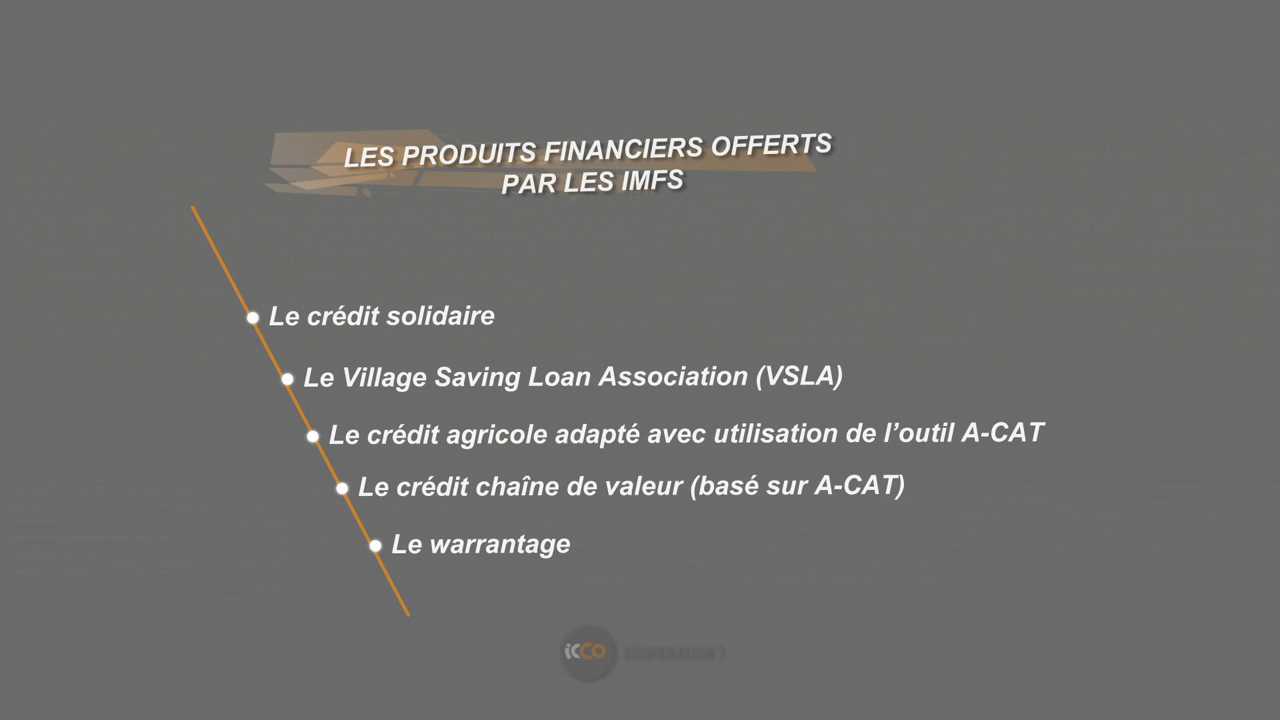 LES PRODUITS FINANCIERS OFFERTS
PAR LES IMFS
Le crédit solidaire
Le Village Saving Loan Association (VSLA)
Le crédit agricole adapté avec utilisation de l’outil A-CAT
Le crédit chaîne de valeur (basé sur A-CAT)
Le warrantage
icco COOPERATION